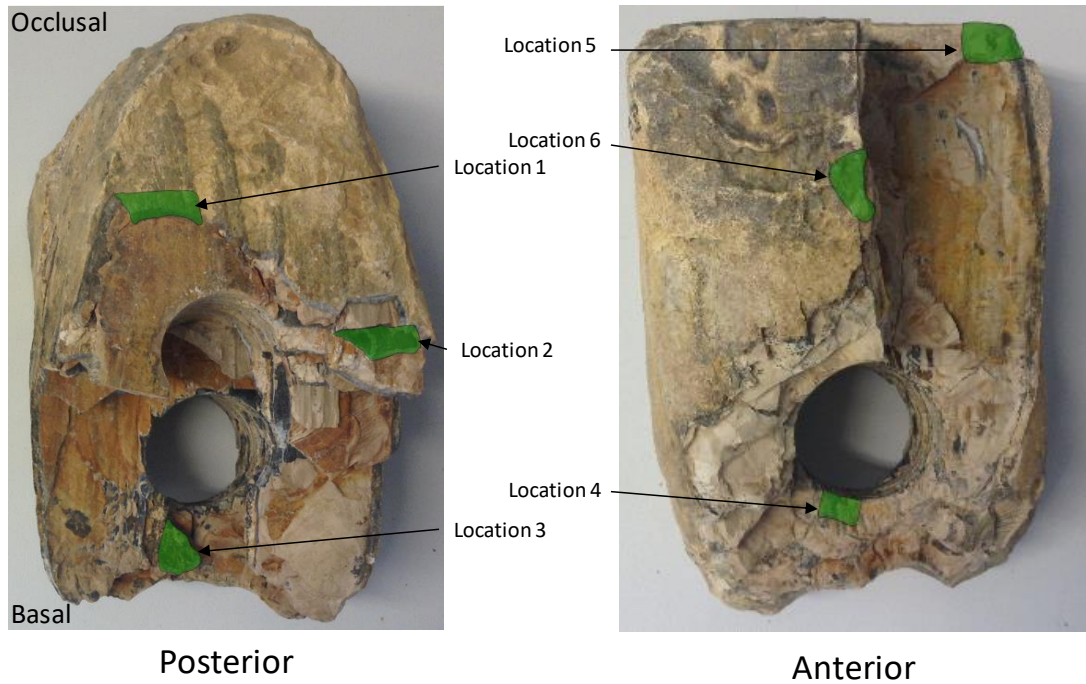 Occlusal
Location 5
Location 6
Location 1
Location 2
Location 4
Location 3
Basal
Posterior
Anterior